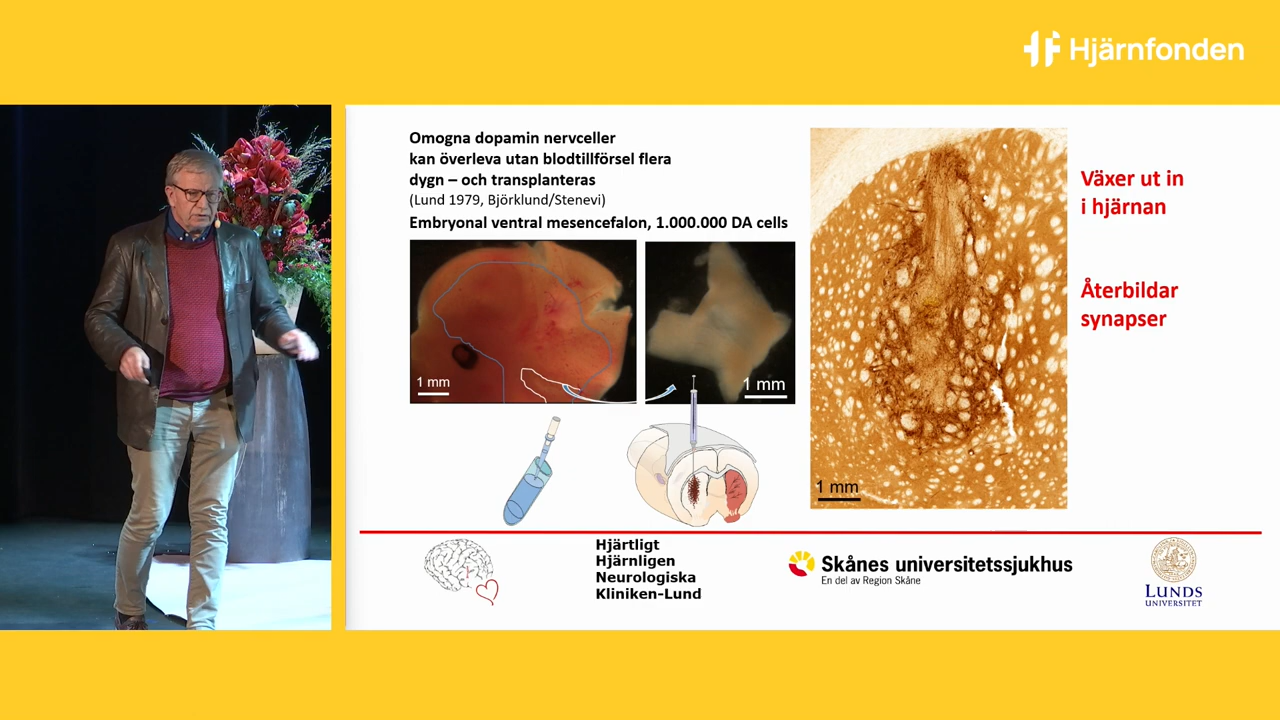 Hjärnfonden
Omogna dopamin nervceller
kan överleva utan blodtillförsel flera
dygn – och transplanteras
(Lund 1979, Björklund/Stenevi)
Embryonal ventral mesencefalon, 1.000.000 DA cells
1 mm
1 mm
1 mm
Växer ut in
i hjärnan
Återbildar
synapser
Hjärtligt
Hjärnligen
Neurologiska
Kliniken-Lund
Skånes universitetssjukhus
En del av Region Skåne
LUNDS
UNIVERSITET